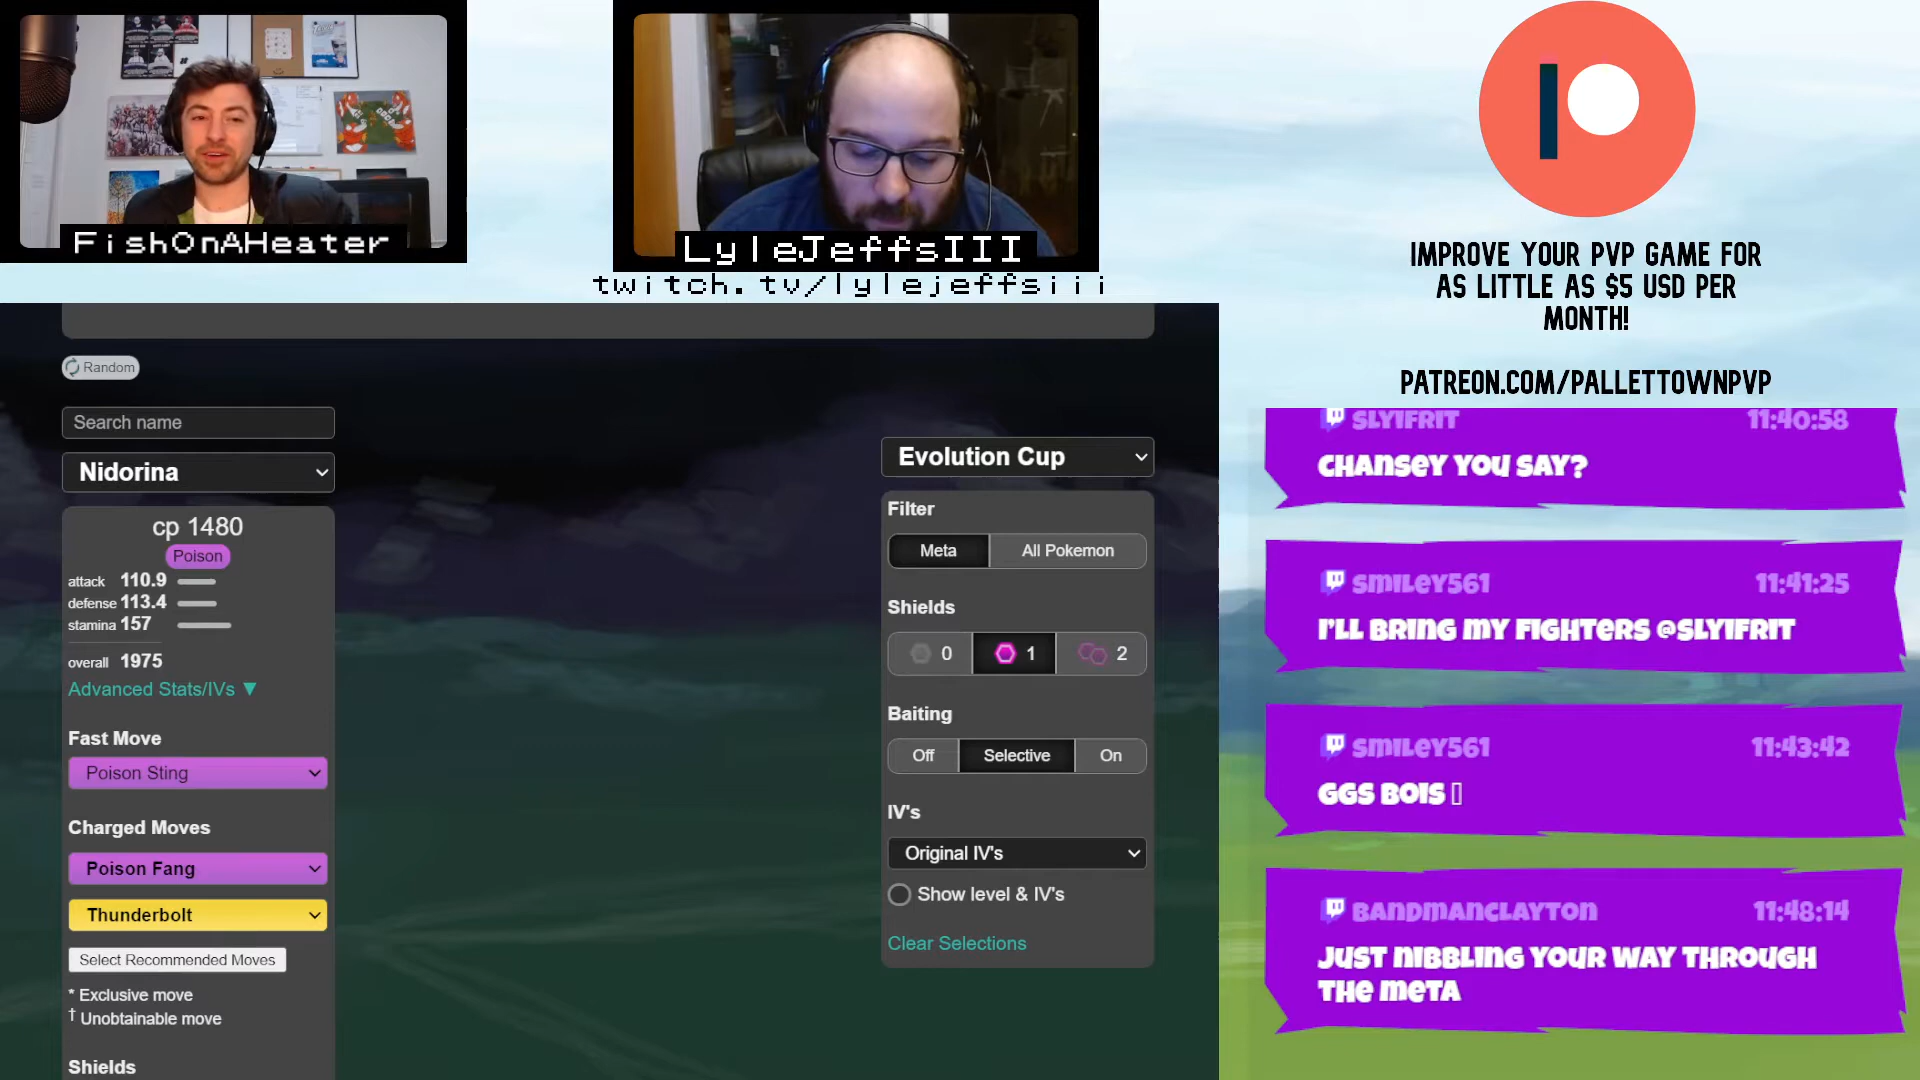 FishOnAHeater
LyleJeffsIII
twitch.tv/lylejeffsiii
IMPROVE YOUR PVP GAME FOR
AS LITTLE AS $5 USD PER
MONTH!
PATREON.COM/PALLETTOWNPVP
Random
Search name
Nidorina
cp 1480
Poison
attack 110.9
defense 113.4
stamina 157
overall 1975
Advanced Stats/IVs ▼
Fast Move
Poison Sting
Charged Moves
Poison Fang
Thunderbolt
Select Recommended Moves
* Exclusive move
† Unobtainable move
Shields
Evolution Cup
Filter
Meta All Pokemon
Shields
0 1 2
Baiting
Off Selective On
IV's
Original IV's
Show level & IV's
Clear Selections
SLYIFRIT 11:40:58
CHANSEY YOU SAY?
SMILEY561 11:41:25
I'LL BRING MY FIGHTERS @SLYIFRIT
SMILEY561 11:43:42
GGS BOIS
BANDMANCLAYTON 11:48:14
JUST NIBBLING YOUR WAY THROUGH
THE META